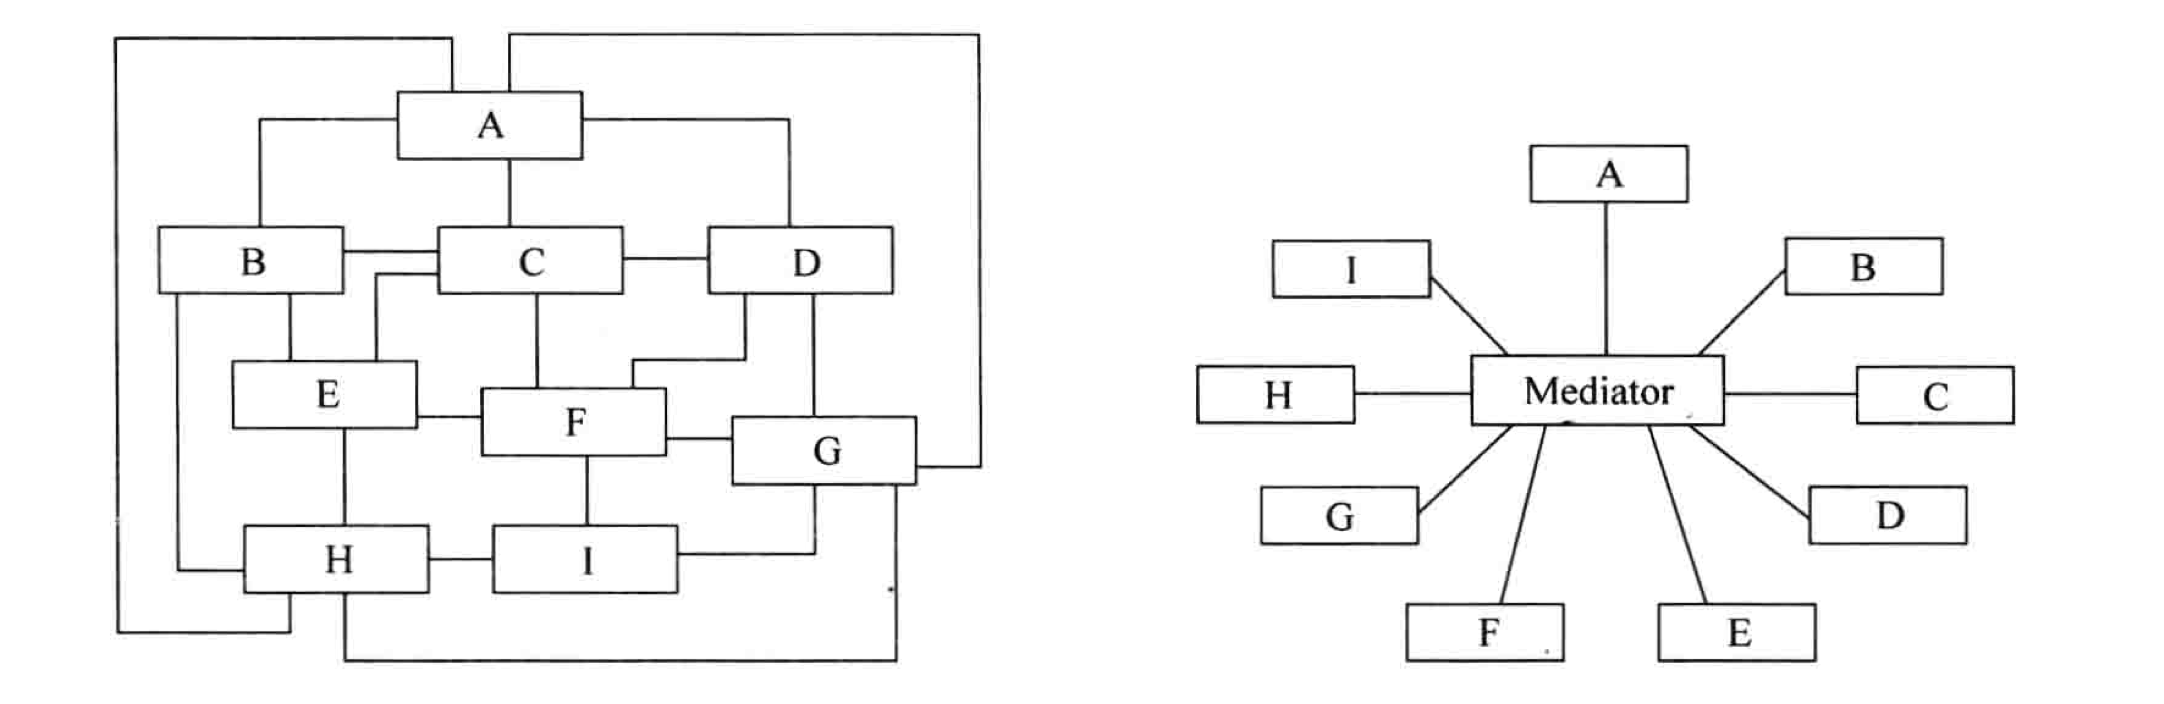 A
B C D
E F G
H I
A
I B
H Mediator C
G D
F E